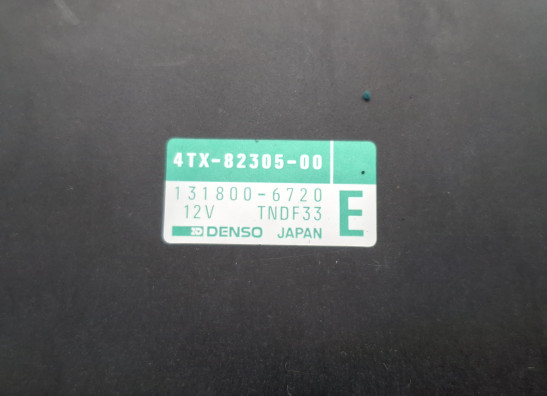 4TX-82305-00
131800-6720
12V TNDF33
E
DENSO JAPAN